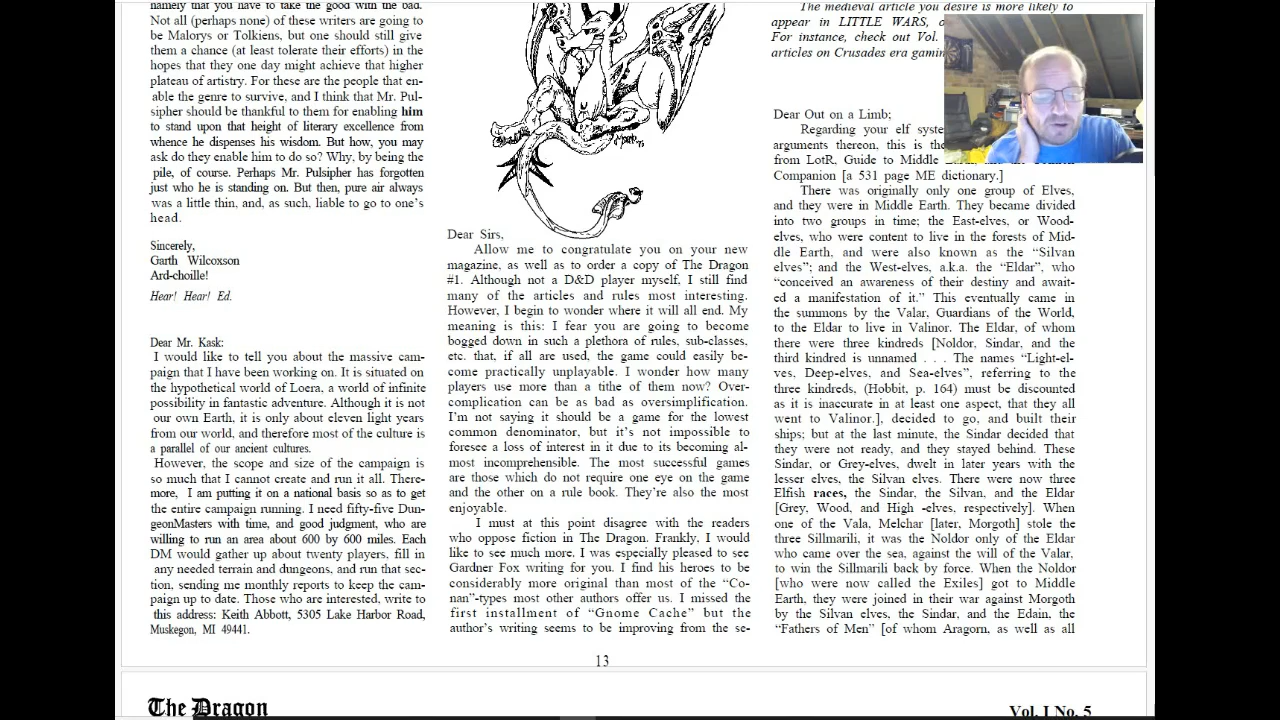 namely that you have to take the good with the bad.
Not all (perhaps none) of these writers are going to
be Malorys or Tolkiens, but one should still give
them a chance (at least tolerate their efforts) in the
hopes that they one day might achieve that higher
plateau of artistry. For these are the people that en-
able the genre to survive, and I think that Mr. Pul-
sipher should be thankful to them for enabling him
to stand upon that height of literary excellence from
whence he dispenses his wisdom. But how, you may
ask do they enable him to do so? Why, by being the
pile, of course. Perhaps Mr. Pulsipher has forgotten
just who he is standing on. But then, pure air always
was a little thin, and, as such, liable to go to one's
head.
Sincerely,
Garth Wilcoxson
Ard-choille!
Hear! Hear! Ed.
Dear Mr. Kask:
I would like to tell you about the massive cam-
paign that I have been working on. It is situated on
the hypothetical world of Loera, a world of infinite
possibility in fantastic adventure. Although it is not
our own Earth, it is only about eleven light years
from our world, and therefore most of the culture is
a parallel of our ancient cultures.
However, the scope and size of the campaign is
so much that I cannot create and run it all. There-
more, I am putting it on a national basis so as to get
the entire campaign running. I need fifty-five Dun-
geonMasters with time, and good judgment, who are
willing to run an area about 600 by 600 miles. Each
DM would gather up about twenty players, fill in
any needed terrain and dungeons, and run that sec-
tion, sending me monthly reports to keep the cam-
paign up to date. Those who are interested, write to
this address: Keith Abbott, 5305 Lake Harbor Road,
Muskegon, MI 49441.
Dear Sirs,
Allow me to congratulate you on your new
magazine, as well as to order a copy of The Dragon
#1. Although not a D&D player myself, I still find
many of the articles and rules most interesting.
However, I begin to wonder where it will all end. My
meaning is this: I fear you are going to become
bogged down in such a plethora of rules, sub-classes,
etc. that, if all are used, the game could easily be-
come practically unplayable. I wonder how many
players use more than a tithe of them now? Over-
complication can be as bad as oversimplification.
I'm not saying it should be a game for the lowest
common denominator, but it's not impossible to
foresee a loss of interest in it due to its becoming al-
most incomprehensible. The most successful games
are those which do not require one eye on the game
and the other on a rule book. They're also the most
enjoyable.
I must at this point disagree with the readers
who oppose fiction in The Dragon. Frankly, I would
like to see much more. I was especially pleased to see
Gardner Fox writing for you. I find his heroes to be
considerably more original than most of the "Co-
nan"-types most other authors offer us. I missed the
first installment of "Gnome Cache" but the
author's writing seems to be improving from the se-
The medieval article you desire is more likely to
appear in LITTLE WARS,
For instance, check out Vol.
articles on Crusades era gamin
Dear Out on a Limb;
Regarding your elf syste
arguments thereon, this is the
from LotR, Guide to Middle
Companion [a 531 page ME dictionary.]
There was originally only one group of Elves,
and they were in Middle Earth. They became divided
into two groups in time; the East-elves, or Wood-
elves, who were content to live in the forests of Mid-
dle Earth, and were also known as the "Silvan
elves"; and the West-elves, a.k.a. the "Eldar", who
"conceived an awareness of their destiny and await-
ed a manifestation of it." This eventually came in
the summons by the Valar, Guardians of the World,
to the Eldar to live in Valinor. The Eldar, of whom
there were three kindreds [Noldor, Sindar, and the
third kindred is unnamed . . . The names "Light-el-
ves, Deep-elves, and Sea-elves", referring to the
three kindreds, (Hobbit, p. 164) must be discounted
as it is inaccurate in at least one aspect, that they all
went to Valinor.], decided to go, and built their
ships; but at the last minute, the Sindar decided that
they were not ready, and they stayed behind. These
Sindar, or Grey-elves, dwelt in later years with the
lesser elves, the Silvan elves. There were now three
Elfish races, the Sindar, the Silvan, and the Eldar
[Grey, Wood, and High -elves, respectively]. When
one of the Vala, Melchar [later, Morgoth] stole the
three Sillmarili, it was the Noldor only of the Eldar
who came over the sea, against the will of the Valar,
to win the Sillmarili back by force. When the Noldor
[who were now called the Exiles] got to Middle
Earth, they were joined in their war against Morgoth
by the Silvan elves, the Sindar, and the Edain, the
"Fathers of Men" [of whom Aragorn, as well as all
13
The Dragon
Vol. I No. 5